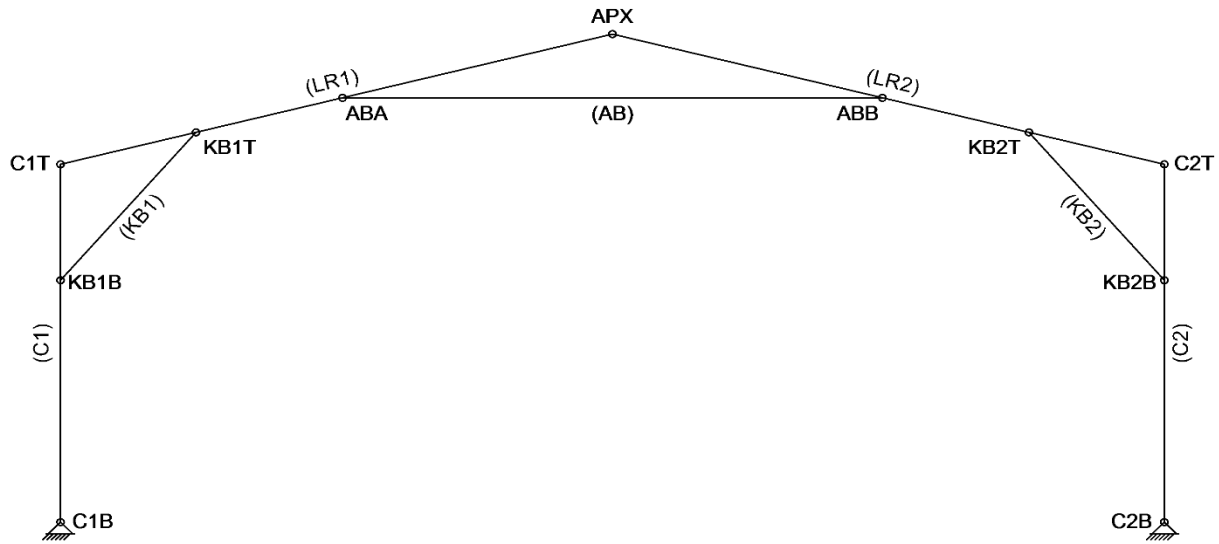 APX
(LR1)
(LR2)
ABA
(AB)
ABB
KB1T
KB2T
C1T
C2T
(KB1)
(KB2)
KB1B
KB2B
(C1)
(C2)
C1B
C2B